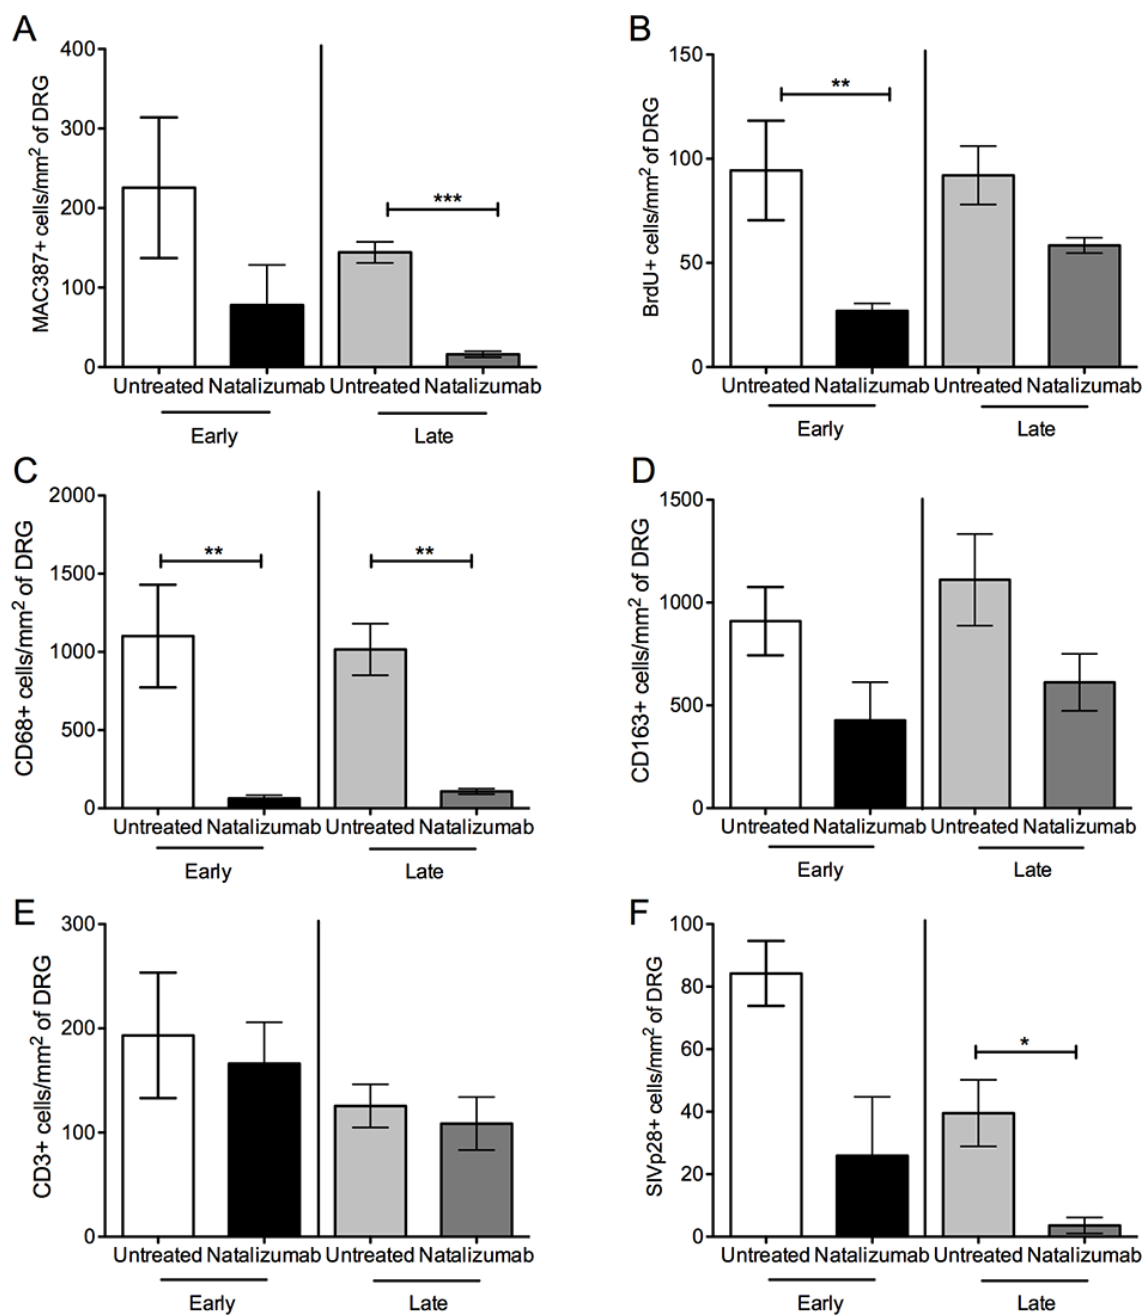 A
MAC387+ cells/mm² of DRG
400
300
200
100
0
***
Untreated Natalizumab Untreated Natalizumab
Early Late
B
BrdU+ cells/mm² of DRG
150
100
50
0
**
Untreated Natalizumab Untreated Natalizumab
Early Late
C
CD68+ cells/mm² of DRG
2000
1500
1000
500
0
** **
Untreated Natalizumab Untreated Natalizumab
Early Late
D
CD163+ cells/mm² of DRG
1500
1000
500
0
Untreated Natalizumab Untreated Natalizumab
Early Late
E
CD3+ cells/mm² of DRG
300
200
100
0
Untreated Natalizumab Untreated Natalizumab
Early Late
F
SIVp28+ cells/mm² of DRG
100
80
60
40
20
0
*
Untreated Natalizumab Untreated Natalizumab
Early Late